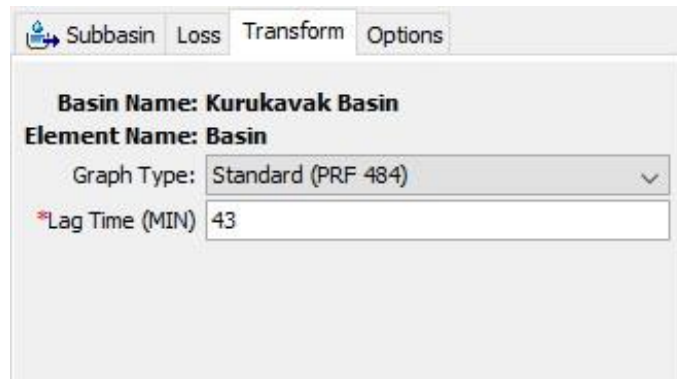 Subbasin Loss Transform Options
Basin Name: Kurukavak Basin
Element Name: Basin
Graph Type: Standard (PRF 484)
*Lag Time (MIN) 43